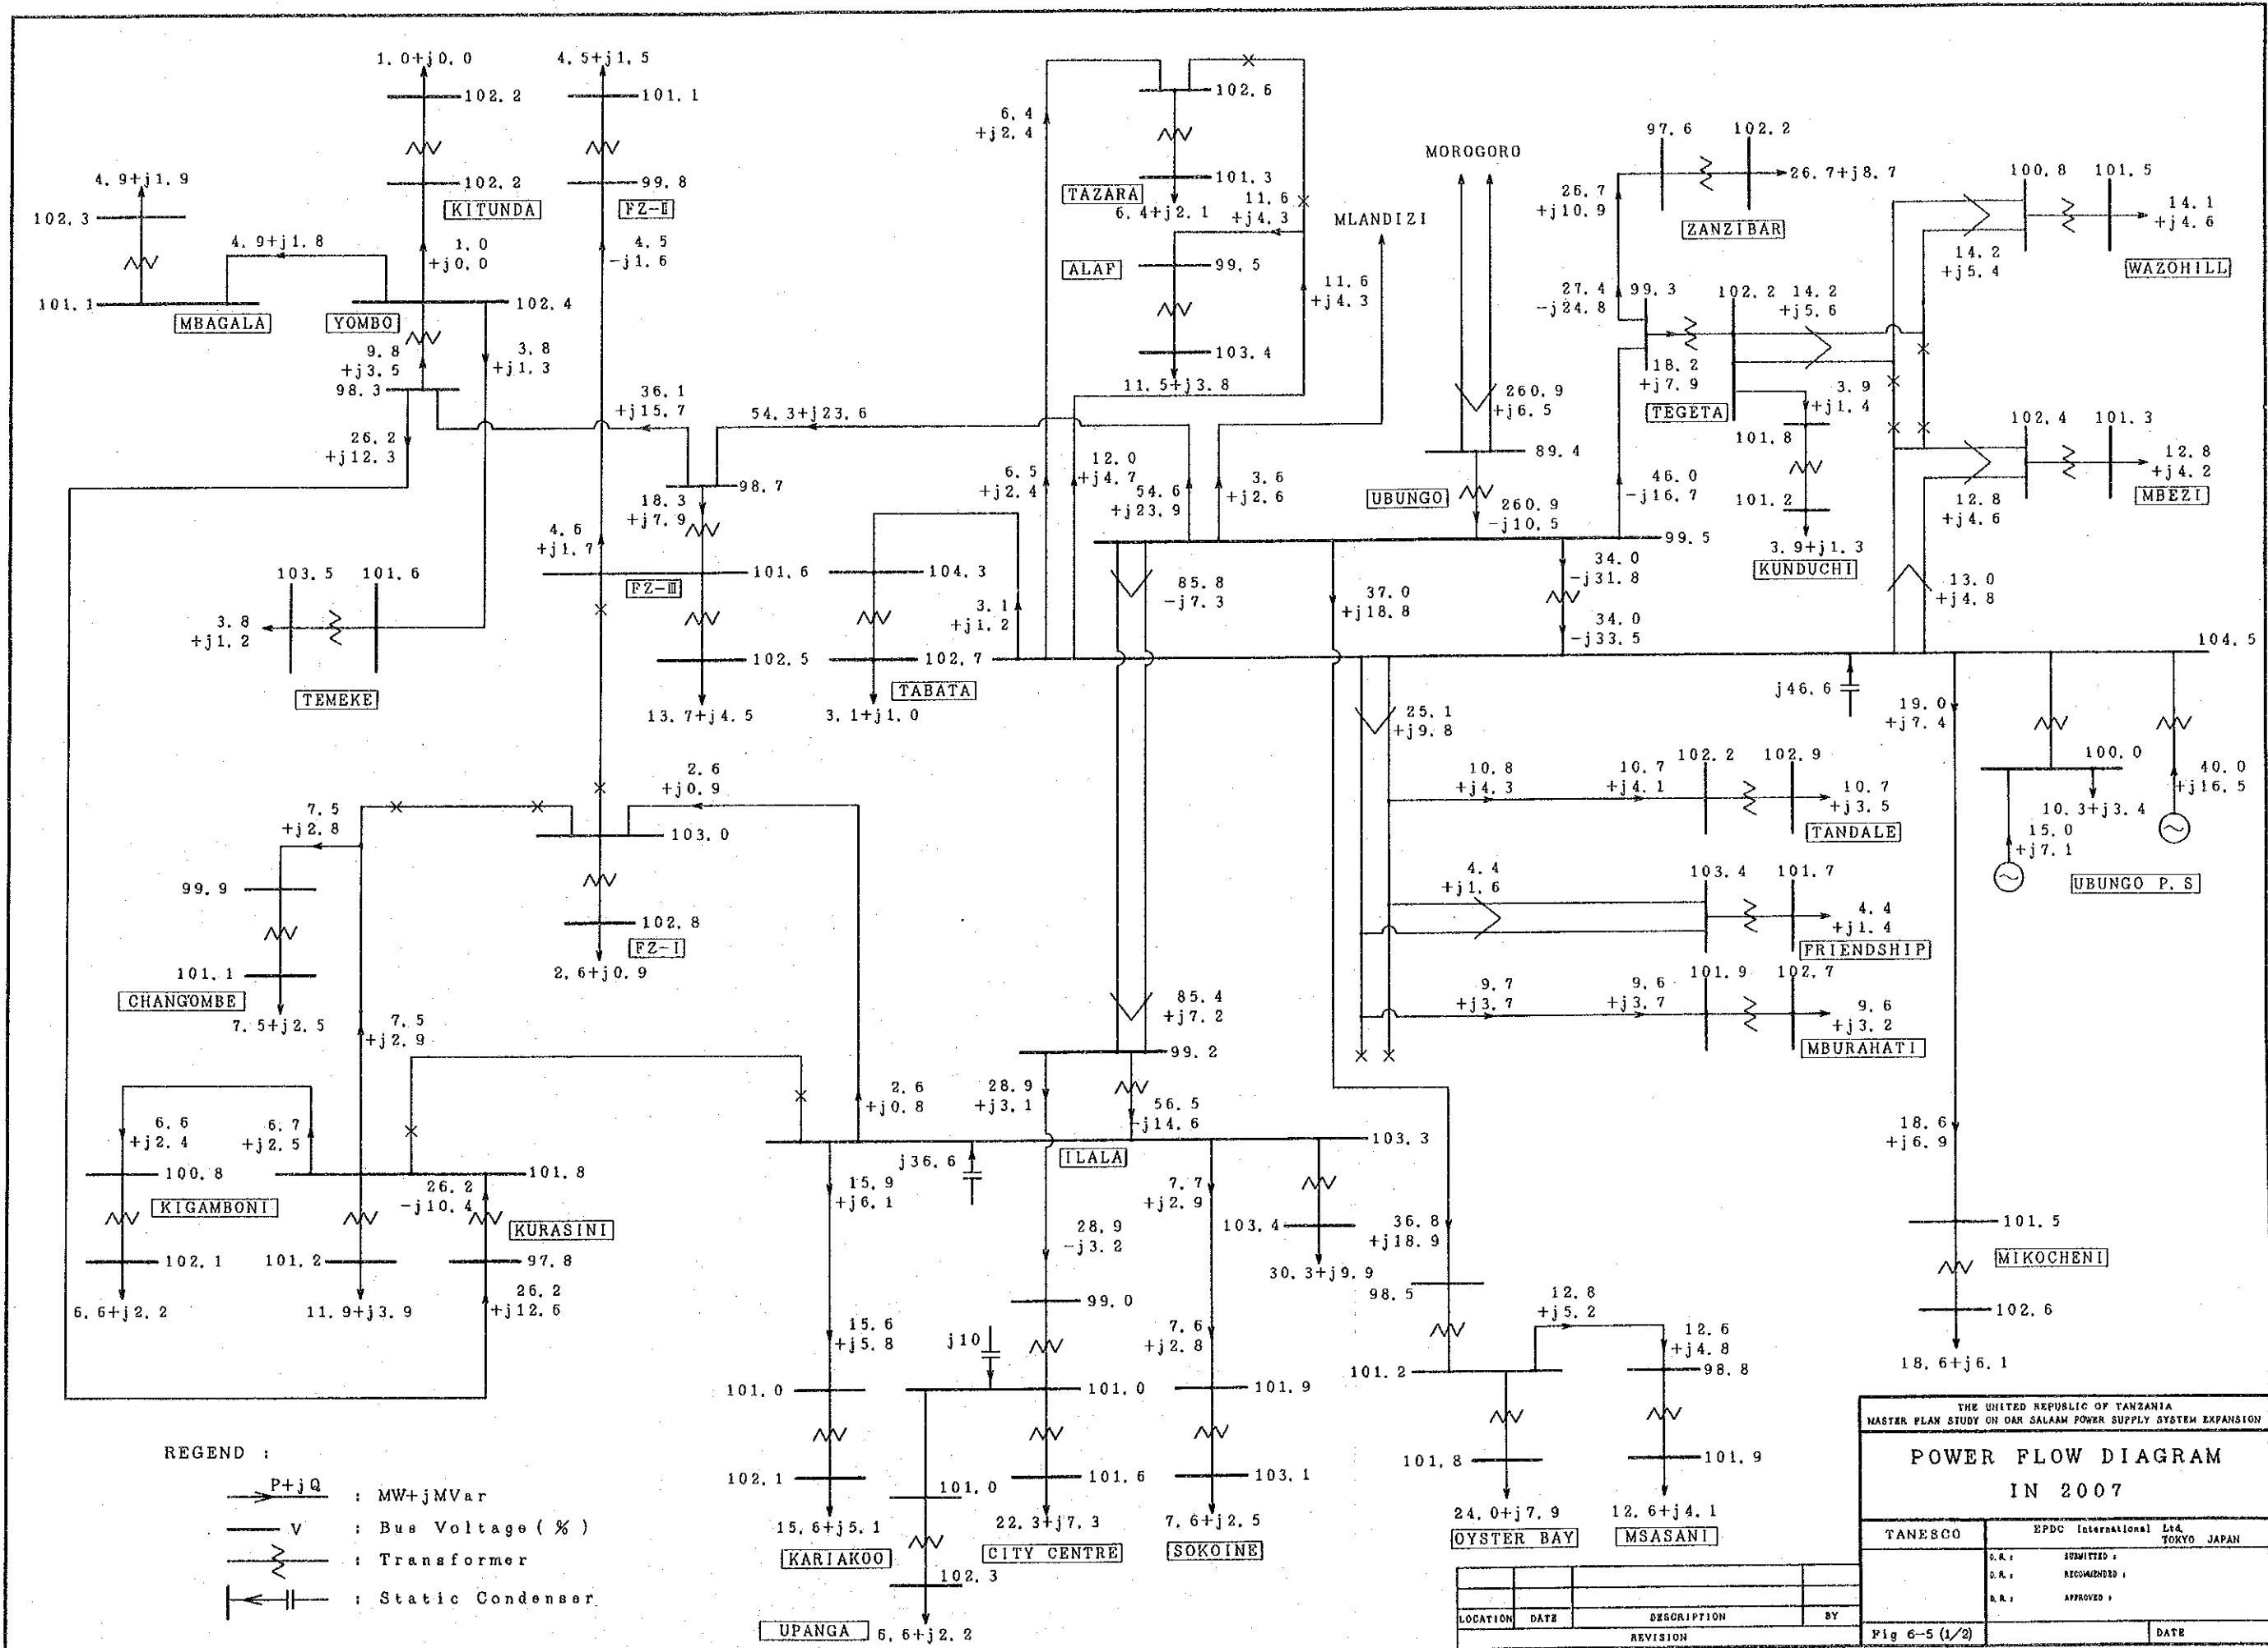 1.0+j0.0
102.2
102.2
KITUNDA
4.5+j1.5
101.1
99.8
FZ-Ⅱ
4.5
-j1.6
4.9+j1.9
102.3
101.1
MBAGALA
4.9+j1.8
1.0
+j0.0
YOMBO
102.4
9.8
+j3.5
98.3
3.8
+j1.3
26.2
+j12.3
36.1
+j15.7
54.3+j23.6
98.7
18.3
+j7.9
4.6
+j1.7
101.6
FZ-Ⅲ
102.5
13.7+j4.5
103.5
101.6
3.8
+j1.2
TEMEKE
6.4
+j2.4
102.6
101.3
TAZARA
6.4+j2.1
11.6
+j4.3
ALAF
99.5
103.4
11.5+j3.8
11.6
+j4.3
MLANDIZI
MOROGORO
260.9
+j6.5
89.4
UBUNGO
260.9
-j10.5
99.5
6.5
+j2.4
12.0
+j4.7
54.6
+j23.9
3.6
+j2.6
46.0
-j16.7
104.3
3.1
+j1.2
102.7
TABATA
3.1+j1.0
85.8
-j7.3
37.0
+j18.8
34.0
-j31.8
34.0
-j33.5
97.6
102.2
26.7+j8.7
26.7
+j10.9
ZANZIBAR
27.4
-j24.8
99.3
18.2
+j7.9
TEGETA
102.2
14.2
+j5.6
3.9
+j1.4
101.8
101.2
3.9+j1.3
KUNDUCHI
100.8
101.5
14.1
+j4.6
14.2
+j5.4
WAZOHILL
102.4
101.3
12.8
+j4.2
12.8
+j4.6
MBEZI
13.0
+j4.8
104.5
j46.6
19.0
+j7.4
100.0
10.3+j3.4
15.0
+j7.1
40.0
+j16.5
UBUNGO P.S
25.1
+j9.8
10.8
+j4.3
10.7
+j4.1
102.2
102.9
10.7
+j3.5
TANDALE
4.4
+j1.6
103.4
101.7
4.4
+j1.4
FRIENDSHIP
9.7
+j3.7
9.6
+j3.7
101.9
102.7
9.6
+j3.2
MBURAHATI
2.6
+j0.9
103.0
102.8
FZ-Ⅰ
2.6+j0.9
7.5
+j2.8
99.9
101.1
CHANGOMBE
7.5+j2.5
7.5
+j2.9
6.6
+j2.4
6.7
+j2.5
100.8
KIGAMBONI
102.1
6.6+j2.2
101.8
26.2
-j10.4
KURASINI
101.2
11.9+j3.9
97.8
26.2
+j12.6
85.4
+j7.2
99.2
2.6
+j0.8
28.9
+j3.1
56.5
-j14.6
103.3
ILALA
j36.6
15.9
+j6.1
7.7
+j2.9
103.4
30.3+j9.9
28.9
-j3.2
99.0
15.6
+j5.8
j10
7.6
+j2.8
101.0
101.0
101.9
102.1
101.0
101.6
103.1
15.6+j5.1
22.3+j7.3
7.6+j2.5
KARIAKOO
CITY CENTRE
SOKOINE
102.3
UPANGA
6.6+j2.2
36.8
+j18.9
98.5
12.8
+j5.2
12.6
+j4.8
101.2
98.8
101.8
101.9
24.0+j7.9
12.6+j4.1
OYSTER BAY
MSASANI
18.6
+j6.9
101.5
MIKOCHENI
102.6
18.6+j6.1
REGEND :
P+jQ : MW+jMVar
V : Bus Voltage ( % )
: Transformer
: Static Condenser
THE UNITED REPUBLIC OF TANZANIA
MASTER PLAN STUDY ON DAR SALAAM POWER SUPPLY SYSTEM EXPANSION
POWER FLOW DIAGRAM
IN 2007
TANESCO
EPDC International Ltd.
TOKYO JAPAN
D.R.: SUBMITTED :
D.R.: RECOMMENDED :
D.R.: APPROVED :
LOCATION DATE DESCRIPTION BY
REVISION
Fig 6-5 (1/2)
DATE